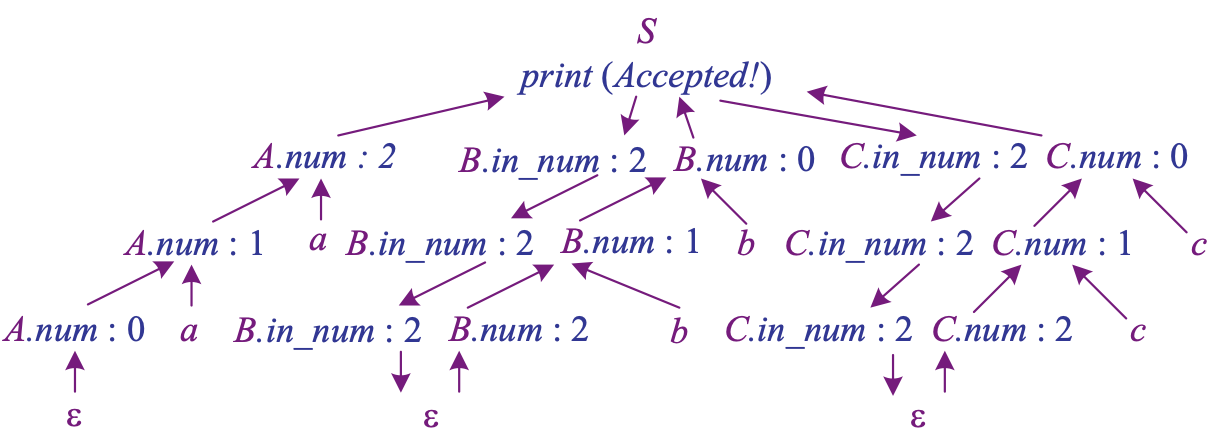 S
print (Accepted!)
A.num : 2 B.in_num : 2 B.num : 0 C.in_num : 2 C.num : 0
A.num : 1 a B.in_num : 2 B.num : 1 b C.in_num : 2 C.num : 1 c
A.num : 0 a B.in_num : 2 B.num : 2 b C.in_num : 2 C.num : 2 c
ε ε ε